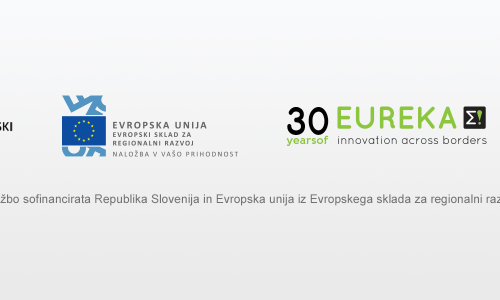 SKI
EVROPSKA UNIJA
EVROPSKI SKLAD ZA
REGIONALNI RAZVOJ
NALOŽBA V VAŠO PRIHODNOST
30 EUREKA Σ!
yearsof innovation across borders
žbo sofinancirata Republika Slovenija in Evropska unija iz Evropskega sklada za regionalni raz